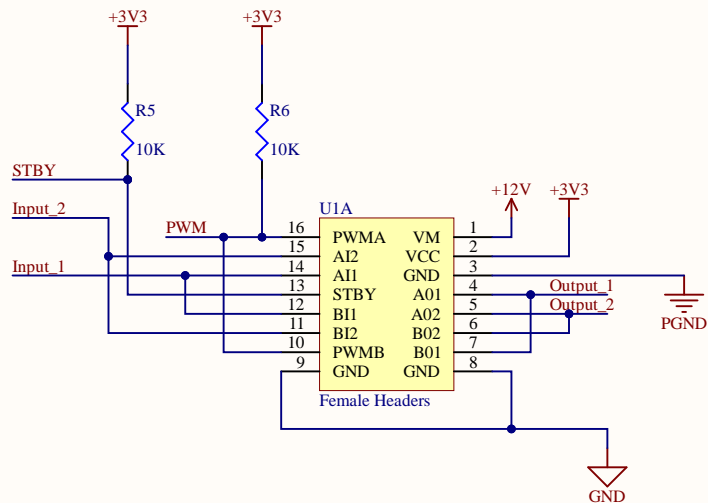 +3V3
+3V3
R5
R6
10K
10K
STBY
Input_2
Input_1
PWM
U1A
+12V
+3V3
16 PWMA VM 1
15 AI2 VCC 2
14 AI1 GND 3
13 STBY A01 4
12 BI1 A02 5
11 BI2 B02 6
10 PWMB B01 7
9 GND GND 8
Output_1
Output_2
PGND
Female Headers
GND